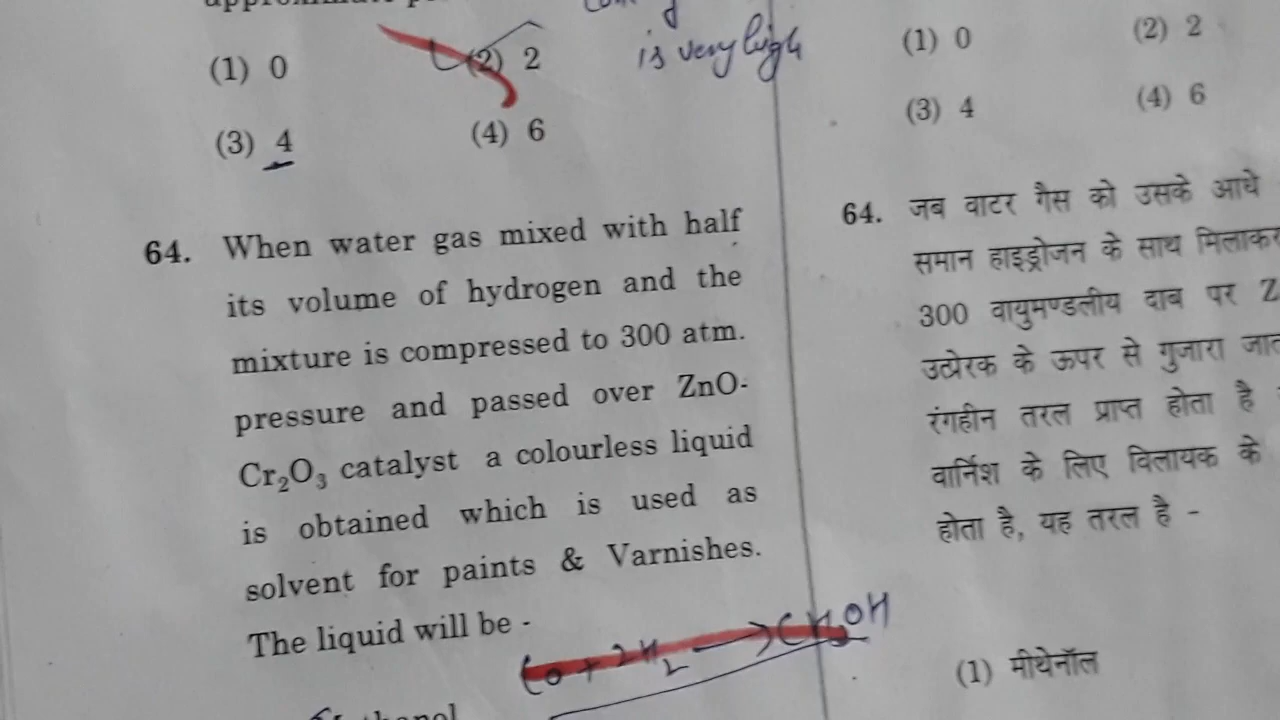 (1) 0
(2) 2
is very high
(3) 4
(4) 6
64. When water gas mixed with half
its volume of hydrogen and the
mixture is compressed to 300 atm.
pressure and passed over ZnO-
Cr₂O₃ catalyst a colourless liquid
is obtained which is used as
solvent for paints & Varnishes.
The liquid will be -
CO + 2H₂ → CH₃OH
(1) 0
(2) 2
(3) 4
(4) 6
64. जब वाटर गैस को उसके आधे
समान हाइड्रोजन के साथ मिलाकर
300 वायुमण्डलीय दाब पर Z
उत्प्रेरक के ऊपर से गुजारा जात
रंगहीन तरल प्राप्त होता है
वार्निश के लिए विलायक के
होता है, यह तरल है -
(1) मीथेनॉल